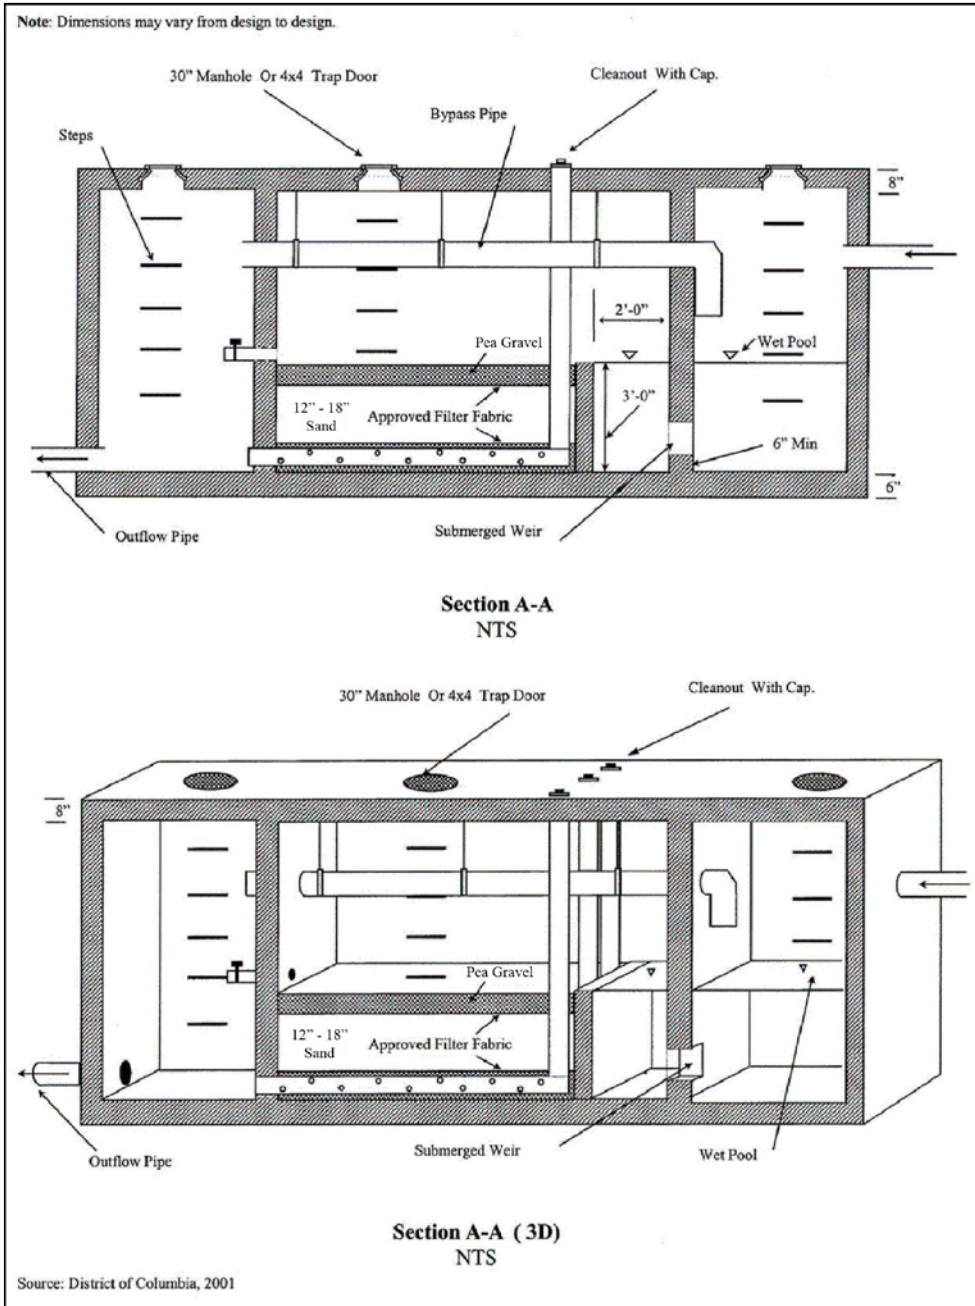 Note: Dimensions may vary from design to design.
30" Manhole Or 4x4 Trap Door
Cleanout With Cap.
Bypass Pipe
Steps
8"
2'-0"
Wet Pool
Pea Gravel
12" - 18"
Sand
Approved Filter Fabric
3'-0"
6" Min
6"
Outflow Pipe
Submerged Weir
Section A-A
NTS
30" Manhole Or 4x4 Trap Door
Cleanout With Cap.
8"
Pea Gravel
12" - 18"
Sand
Approved Filter Fabric
Outflow Pipe
Submerged Weir
Wet Pool
Section A-A ( 3D)
NTS
Source: District of Columbia, 2001